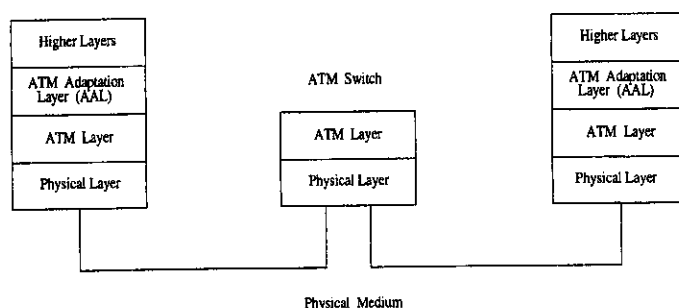 Higher Layers
ATM Adaptation
Layer (AAL)
ATM Layer
Physical Layer
ATM Switch
ATM Layer
Physical Layer
Higher Layers
ATM Adaptation
Layer (AAL)
ATM Layer
Physical Layer
Physical Medium